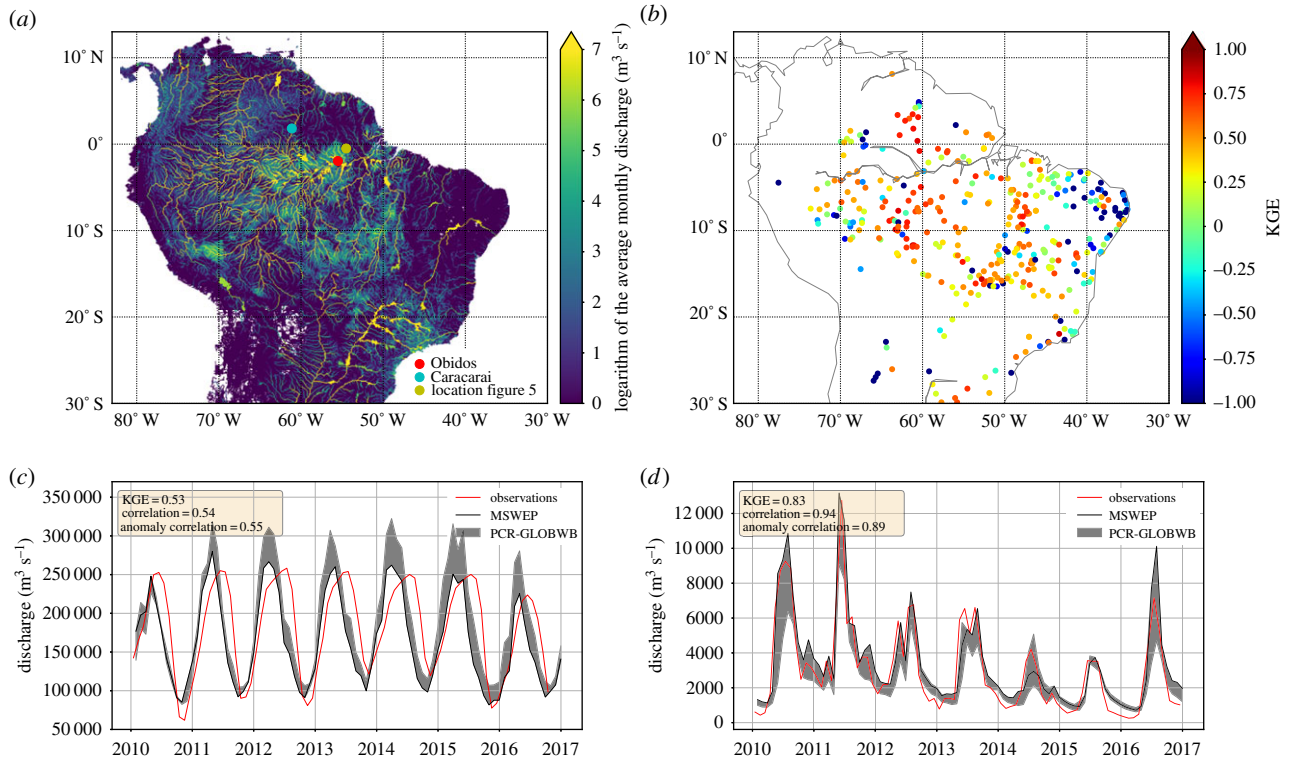 (a)
10° N
0°
10° S
20° S
30° S
80° W
70° W
60° W
50° W
40° W
30° W
Obidos
Caracarai
location figure 5
7
6
5
4
3
2
1
0
logarithm of the average monthly discharge (m³ s⁻¹)
(b)
10° N
0°
10° S
20° S
30° S
80° W
70° W
60° W
50° W
40° W
30° W
1.00
0.75
0.50
0.25
0
−0.25
−0.50
−0.75
−1.00
KGE
(c)
350 000
300 000
250 000
200 000
150 000
100 000
50 000
discharge (m³ s⁻¹)
KGE = 0.53
correlation = 0.54
anomaly correlation = 0.55
observations
MSWEP
PCR-GLOBWB
2010
2011
2012
2013
2014
2015
2016
2017
(d)
12 000
10 000
8000
6000
4000
2000
0
discharge (m³ s⁻¹)
KGE = 0.83
correlation = 0.94
anomaly correlation = 0.89
observations
MSWEP
PCR-GLOBWB
2010
2011
2012
2013
2014
2015
2016
2017